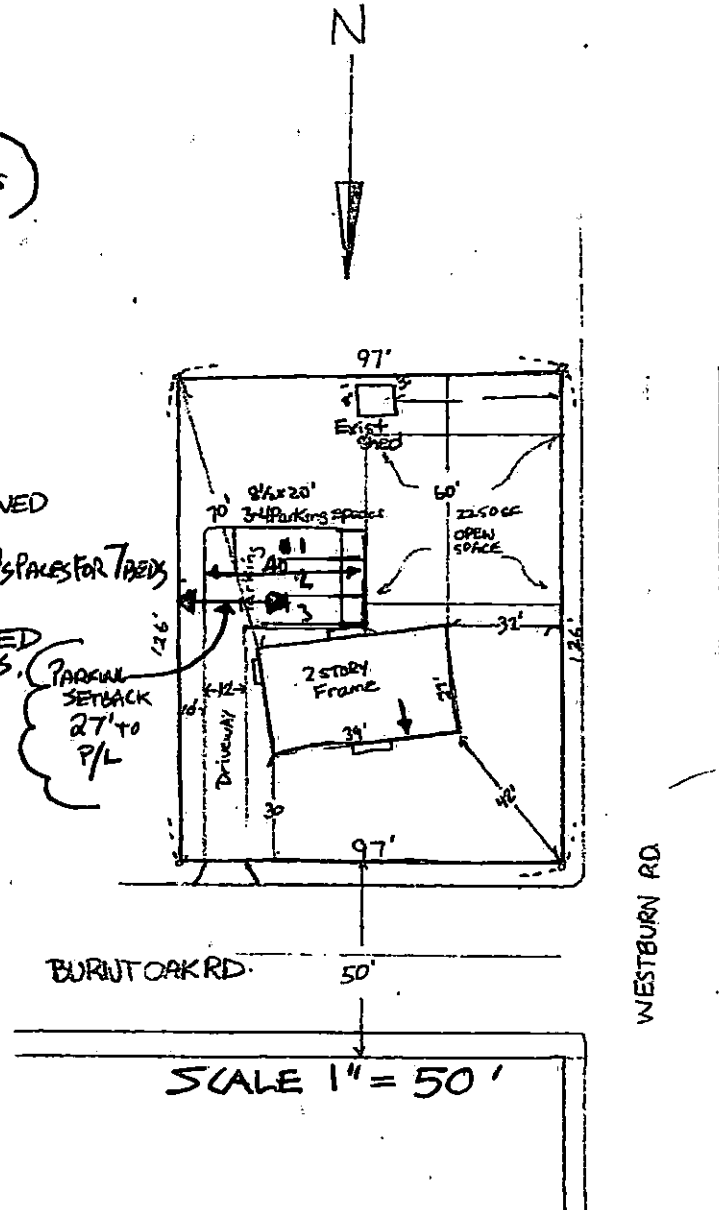 N
97'
Exist
Shed
8½x20'
3-4 Parking spaces
70'
60'
2250 SF
OPEN
SPACE
Parking
1
40
2
3
SPACES FOR 7 BEDS
126'
126'
32'
PARKING
SETBACK
27' TO
P/L
12
Driveway
2 STORY
Frame
39'
30
42'
97'
BURNT OAK RD.
50'
WESTBURN RD.
SCALE 1" = 50'